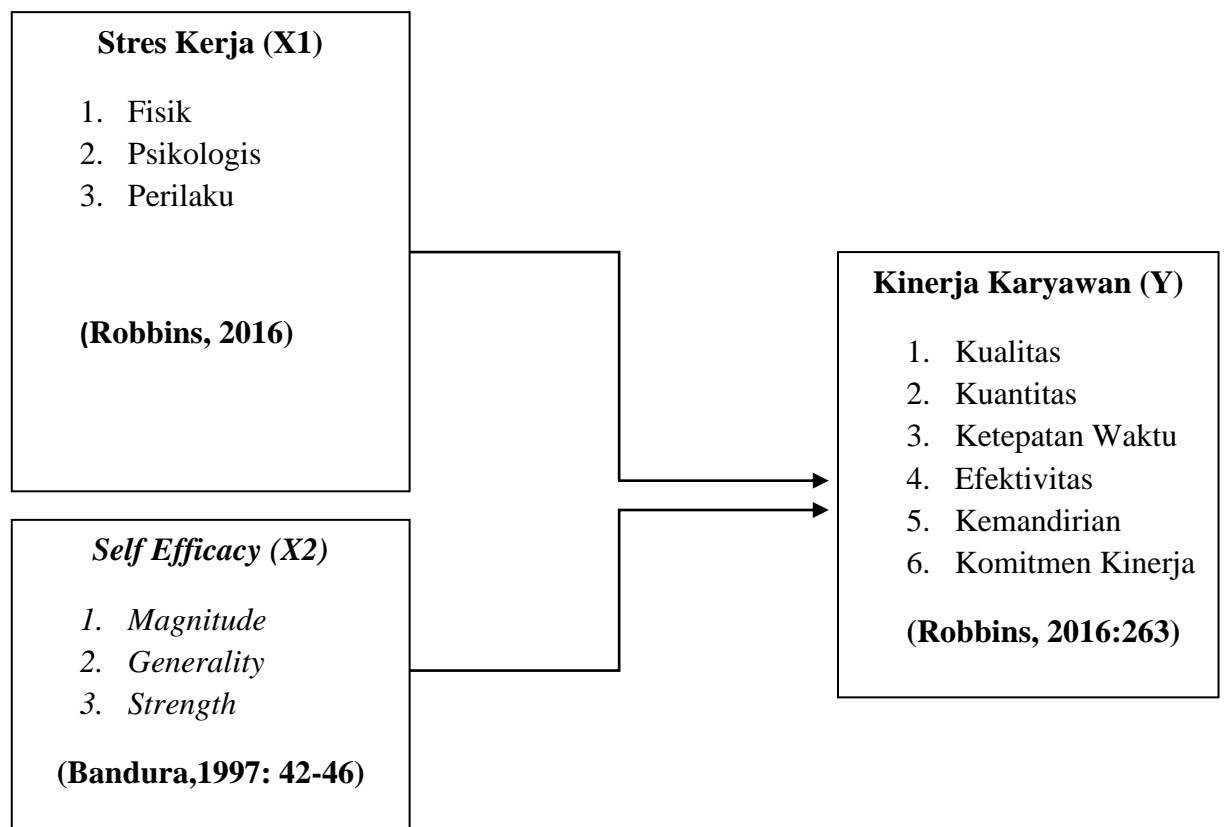 Stres Kerja (X1)
1. Fisik
2. Psikologis
3. Perilaku
(Robbins, 2016)
Self Efficacy (X2)
1. Magnitude
2. Generality
3. Strength
(Bandura,1997: 42-46)
Kinerja Karyawan (Y)
1. Kualitas
2. Kuantitas
3. Ketepatan Waktu
4. Efektivitas
5. Kemandirian
6. Komitmen Kinerja
(Robbins, 2016:263)